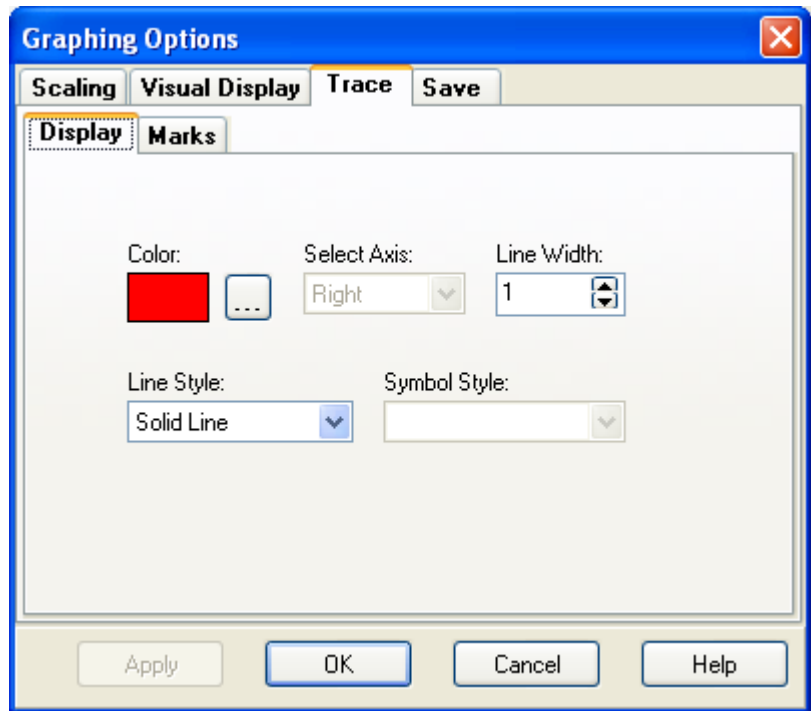 Graphing Options
Scaling Visual Display Trace Save
Display Marks
Color: Select Axis: Line Width:
... Right 1
Line Style: Symbol Style:
Solid Line
Apply OK Cancel Help